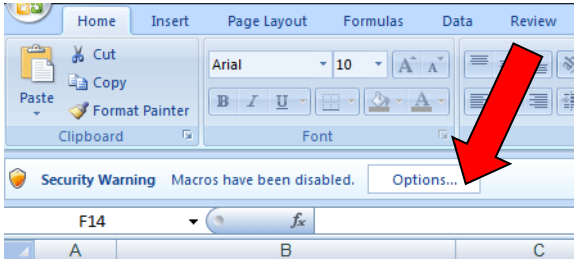 Home Insert Page Layout Formulas Data Review
Cut
Copy
Format Painter
Paste
Clipboard
Arial 10 A A
B I U A
Font
Security Warning Macros have been disabled. Options...
F14 fx
A B C